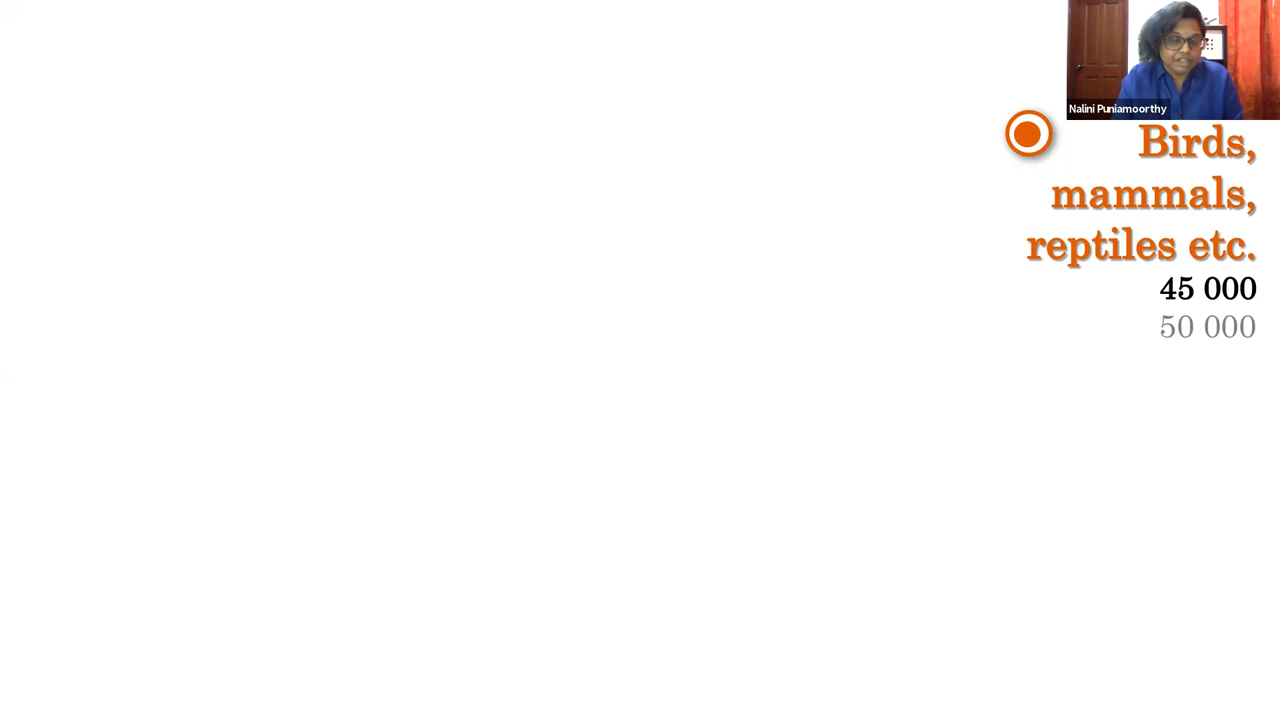 Nalini Puniamoorthy
Birds,
mammals,
reptiles etc.
45 000
50 000